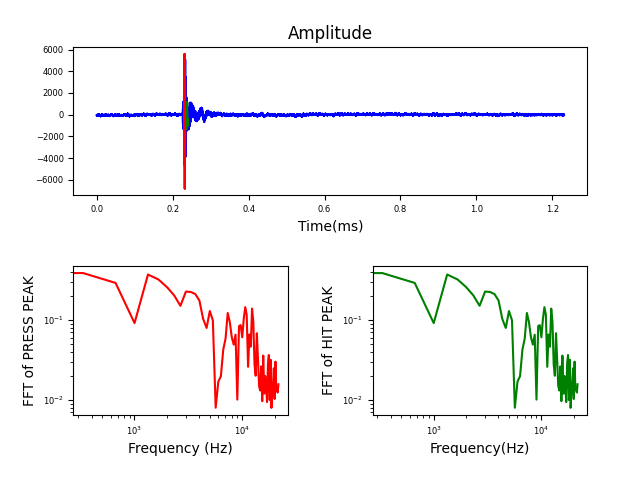 Amplitude
6000
4000
2000
0
−2000
−4000
−6000
0.0 0.2 0.4 0.6 0.8 1.0 1.2
Time(ms)
FFT of PRESS PEAK
10⁻¹
10⁻²
10³ 10⁴
Frequency (Hz)
FFT of HIT PEAK
10⁻¹
10⁻²
10³ 10⁴
Frequency(Hz)